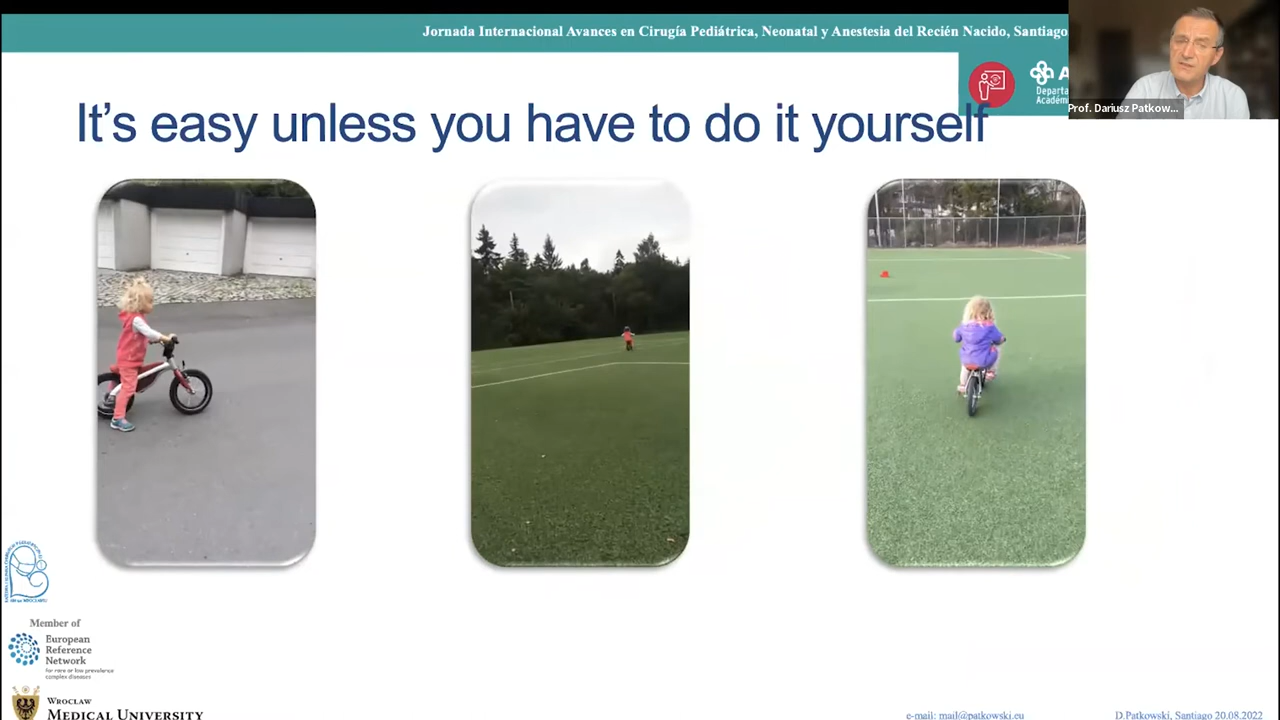 Jornada Internacional Avances en Cirugía Pediátrica, Neonatal y Anestesia del Recién Nacido, Santiago
Departa
Académ
Prof. Dariusz Patkow...
It's easy unless you have to do it yourself
Member of
European
Reference
Network
for rare or low prevalence
complex diseases
WROCLAW
MEDICAL UNIVERSITY
e-mail: mail@patkowski.eu
D.Patkowski, Santiago 20.08.2022